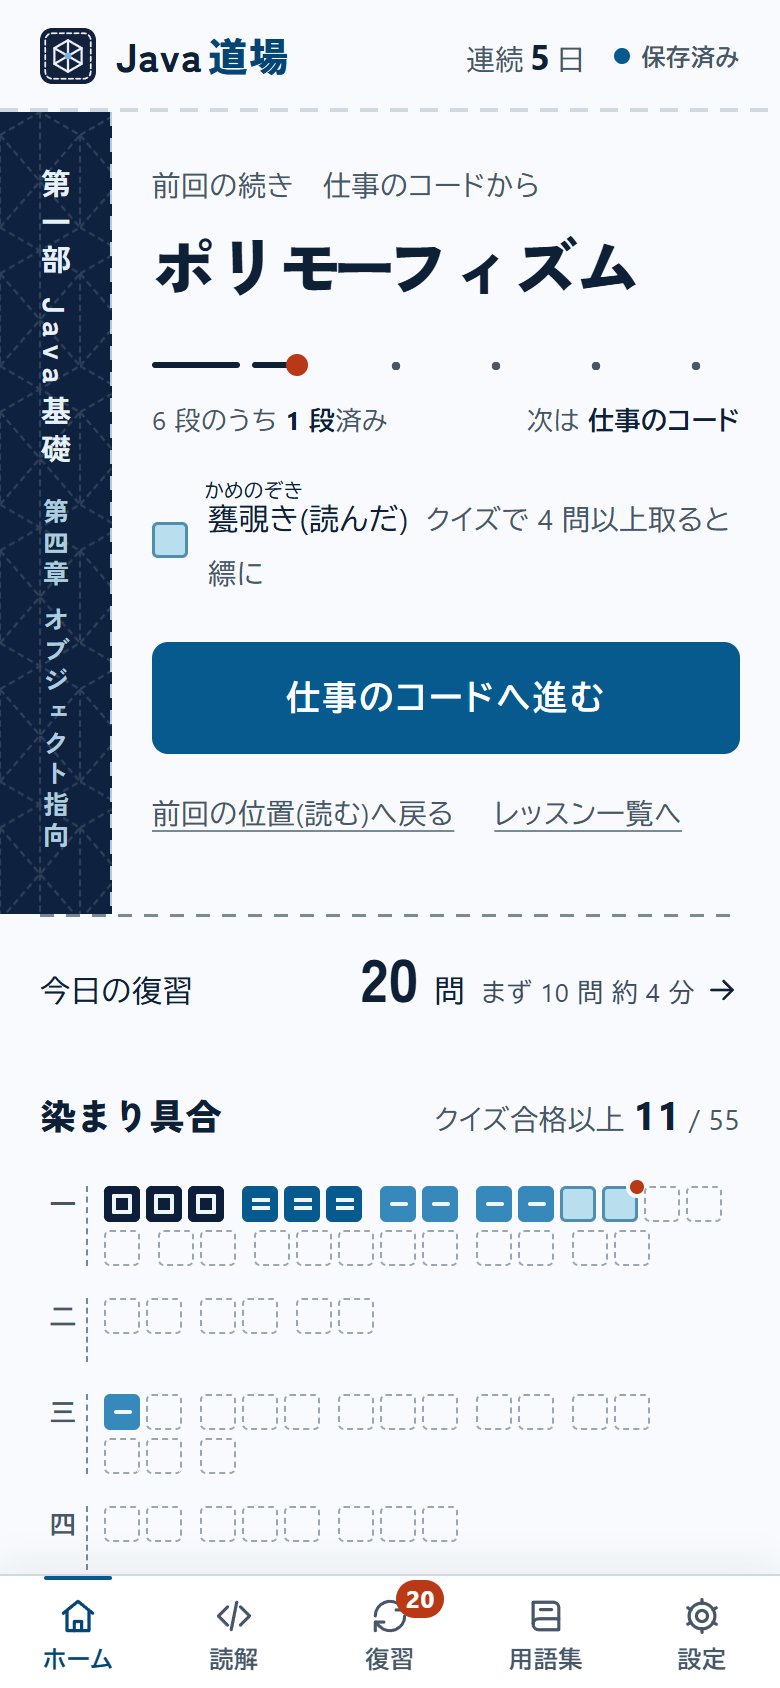 Java道場
連続 5 日
保存済み
第一部 Java基礎 第四章 オブジェクト指向
前回の続き 仕事のコードから
ポリモーフィズム
6 段のうち 1 段済み
次は 仕事のコード
かめのぞき
甕覗き(読んだ) クイズで 4 問以上取ると
縹に
仕事のコードへ進む
前回の位置(読む)へ戻る レッスン一覧へ
今日の復習
20 問 まず 10 問 約 4 分 →
染まり具合
クイズ合格以上 11 / 55
一
二
三
四
20
ホーム
読解
復習
用語集
設定